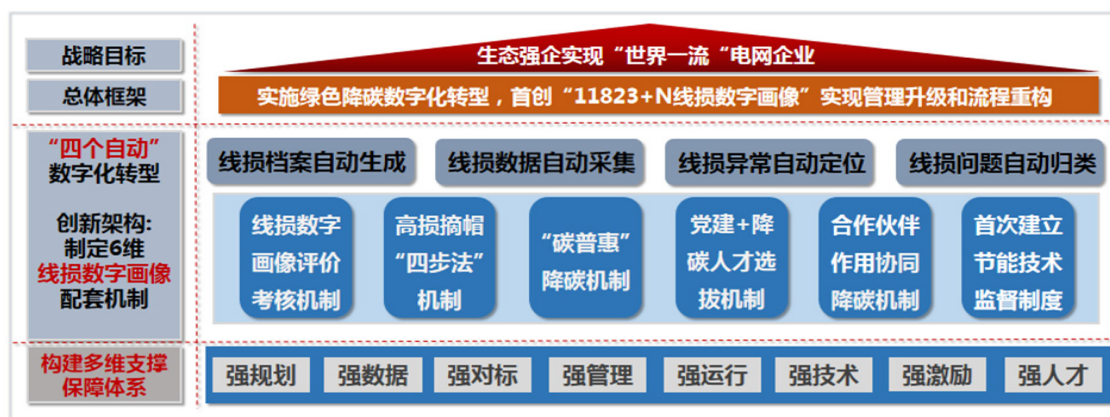 战略目标
生态强企实现“世界一流“电网企业
总体框架
实施绿色降碳数字化转型，首创“11823+N线损数字画像”实现管理升级和流程重构
“四个自动”
数字化转型
创新架构:
制定6维
线损数字画像
配套机制
线损档案自动生成
线损数据自动采集
线损异常自动定位
线损问题自动归类
线损数字
画像评价
考核机制
高损摘帽
“四步法”
机制
“碳普惠”
降碳机制
党建+降
碳人才选
拔机制
合作伙伴
作用协同
降碳机制
首次建立
节能技术
监督制度
构建多维支撑
保障体系
强规划
强数据
强对标
强管理
强运行
强技术
强激励
强人才